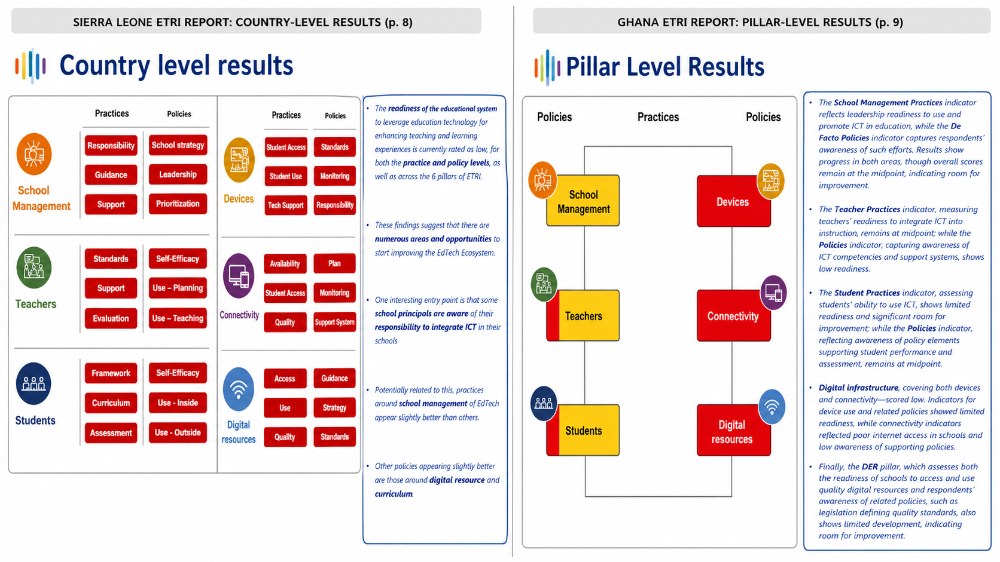 SIERRA LEONE ETRI REPORT: COUNTRY-LEVEL RESULTS (p. 8)
Country level results
Practices
Policies
School
Management
Responsibility
School strategy
Guidance
Leadership
Support
Prioritization
Teachers
Standards
Self-Efficacy
Support
Use – Planning
Evaluation
Use – Teaching
Students
Framework
Self-Efficacy
Curriculum
Use - Inside
Assessment
Use - Outside
Practices
Policies
Devices
Student Access
Standards
Student Use
Monitoring
Tech Support
Responsibility
Connectivity
Availability
Plan
Student Access
Monitoring
Quality
Support System
Digital
resources
Access
Guidance
Use
Strategy
Quality
Standards
• The readiness of the educational system
to leverage education technology for
enhancing teaching and learning
experiences is currently rated as low, for
both the practice and policy levels, as
well as across the 6 pillars of ETRI.
• These findings suggest that there are
numerous areas and opportunities to
start improving the EdTech Ecosystem.
• One interesting entry point is that some
school principals are aware of their
responsibility to integrate ICT in their
schools
• Potentially related to this, practices
around school management of EdTech
appear slightly better than others.
• Other policies appearing slightly better
are those around digital resource and
curriculum.
GHANA ETRI REPORT: PILLAR-LEVEL RESULTS (p. 9)
Pillar Level Results
Policies
Practices
Policies
School
Management
Devices
Teachers
Connectivity
Students
Digital
resources
• The School Management Practices indicator
reflects leadership readiness to use and
promote ICT in education, while the De
Facto Policies indicator captures respondents'
awareness of such efforts. Results show
progress in both areas, though overall scores
remain at the midpoint, indicating room for
improvement.
• The Teacher Practices indicator, measuring
teachers' readiness to integrate ICT into
instruction, remains at midpoint; while the
Policies indicator, capturing awareness of
ICT competencies and support systems, shows
low readiness.
• The Student Practices indicator, assessing
students' ability to use ICT, shows limited
readiness and significant room for
improvement; while the Policies indicator,
reflecting awareness of policy elements
supporting student performance and
assessment, remains at midpoint.
• Digital infrastructure, covering both devices
and connectivity—scored low. Indicators for
device use and related policies showed limited
readiness, while connectivity indicators
reflected poor internet access in schools and
low awareness of supporting policies.
• Finally, the DER pillar, which assesses both
the readiness of schools to access and use
quality digital resources and respondents'
awareness of related policies, such as
legislation defining quality standards, also
shows limited development, indicating
room for improvement.